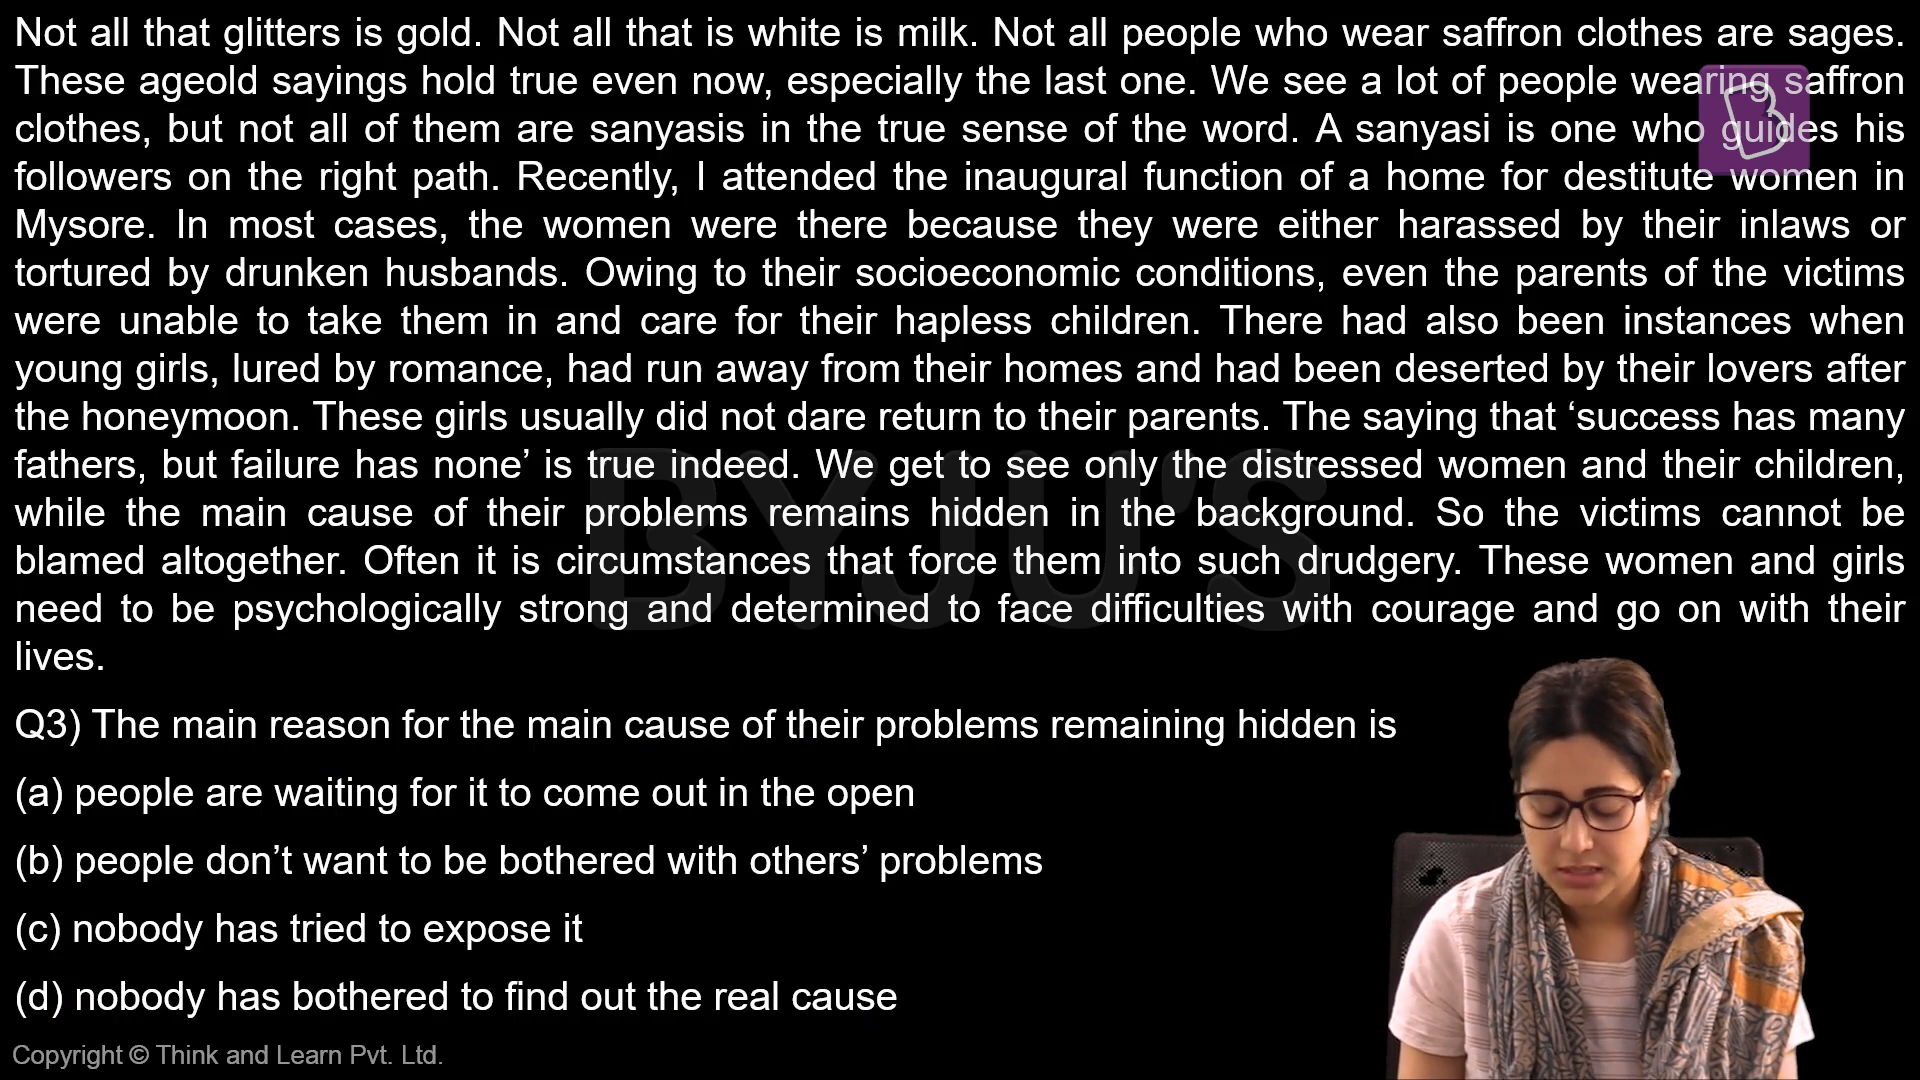 Not all that glitters is gold. Not all that is white is milk. Not all people who wear saffron clothes are sages.
These ageold sayings hold true even now, especially the last one. We see a lot of people wearing saffron
clothes, but not all of them are sanyasis in the true sense of the word. A sanyasi is one who guides his
followers on the right path. Recently, I attended the inaugural function of a home for destitute women in
Mysore. In most cases, the women were there because they were either harassed by their inlaws or
tortured by drunken husbands. Owing to their socioeconomic conditions, even the parents of the victims
were unable to take them in and care for their hapless children. There had also been instances when
young girls, lured by romance, had run away from their homes and had been deserted by their lovers after
the honeymoon. These girls usually did not dare return to their parents. The saying that ‘success has many
fathers, but failure has none’ is true indeed. We get to see only the distressed women and their children,
while the main cause of their problems remains hidden in the background. So the victims cannot be
blamed altogether. Often it is circumstances that force them into such drudgery. These women and girls
need to be psychologically strong and determined to face difficulties with courage and go on with their
lives.
BYJU'S
Q3) The main reason for the main cause of their problems remaining hidden is
(a) people are waiting for it to come out in the open
(b) people don’t want to be bothered with others’ problems
(c) nobody has tried to expose it
(d) nobody has bothered to find out the real cause
Copyright © Think and Learn Pvt. Ltd.